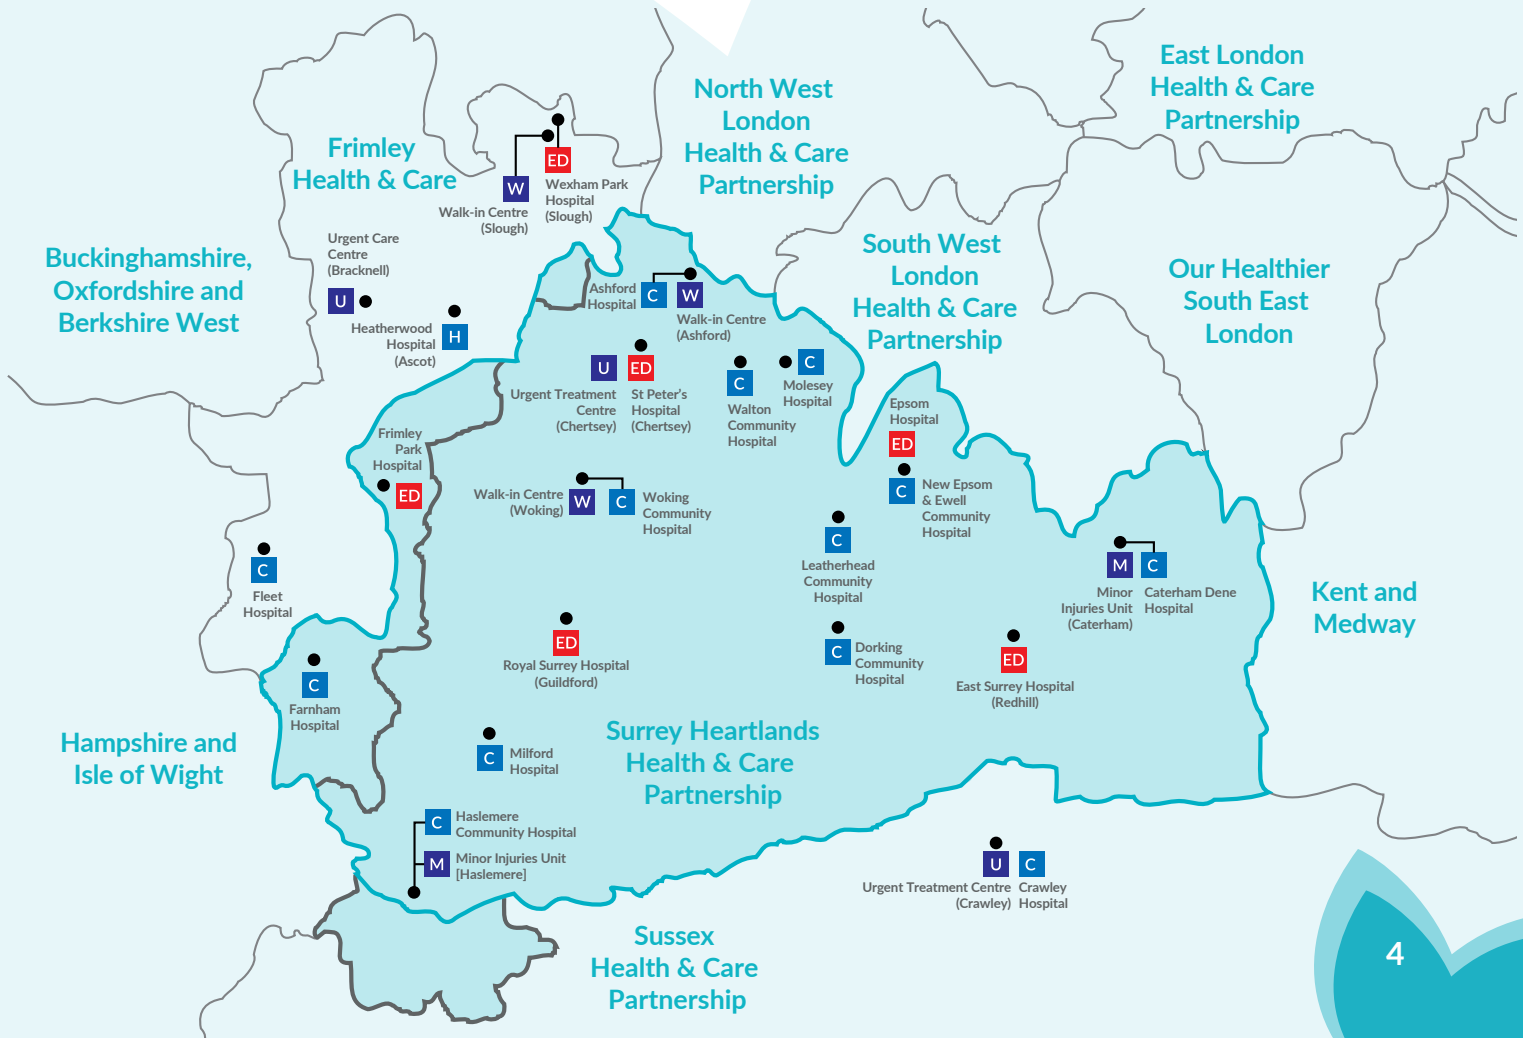 East London
Health & Care
Partnership
North West
London
Health & Care
Partnership
Frimley
Health & Care
ED
Wexham Park
Hospital
(Slough)
W
Walk-in Centre
(Slough)
Buckinghamshire,
Oxfordshire and
Berkshire West
Urgent Care
Centre
(Bracknell)
U
Heatherwood
Hospital
(Ascot)
H
South West
London
Health & Care
Partnership
Our Healthier
South East
London
Ashford
Hospital
C
W
Walk-in Centre
(Ashford)
U
Urgent Treatment
Centre
(Chertsey)
ED
St Peter's
Hospital
(Chertsey)
C
Walton
Community
Hospital
C
Molesey
Hospital
Epsom
Hospital
ED
C
New Epsom
& Ewell
Community
Hospital
Frimley
Park
Hospital
ED
Walk-in Centre
(Woking)
W
C
Woking
Community
Hospital
C
Leatherhead
Community
Hospital
M
Minor
Injuries Unit
(Caterham)
C
Caterham Dene
Hospital
C
Fleet
Hospital
Kent and
Medway
ED
Royal Surrey Hospital
(Guildford)
C
Dorking
Community
Hospital
ED
East Surrey Hospital
(Redhill)
C
Farnham
Hospital
Hampshire and
Isle of Wight
C
Milford
Hospital
Surrey Heartlands
Health & Care
Partnership
C
Haslemere
Community Hospital
M
Minor Injuries Unit
[Haslemere]
U
Urgent Treatment Centre
(Crawley)
C
Crawley
Hospital
Sussex
Health & Care
Partnership
4